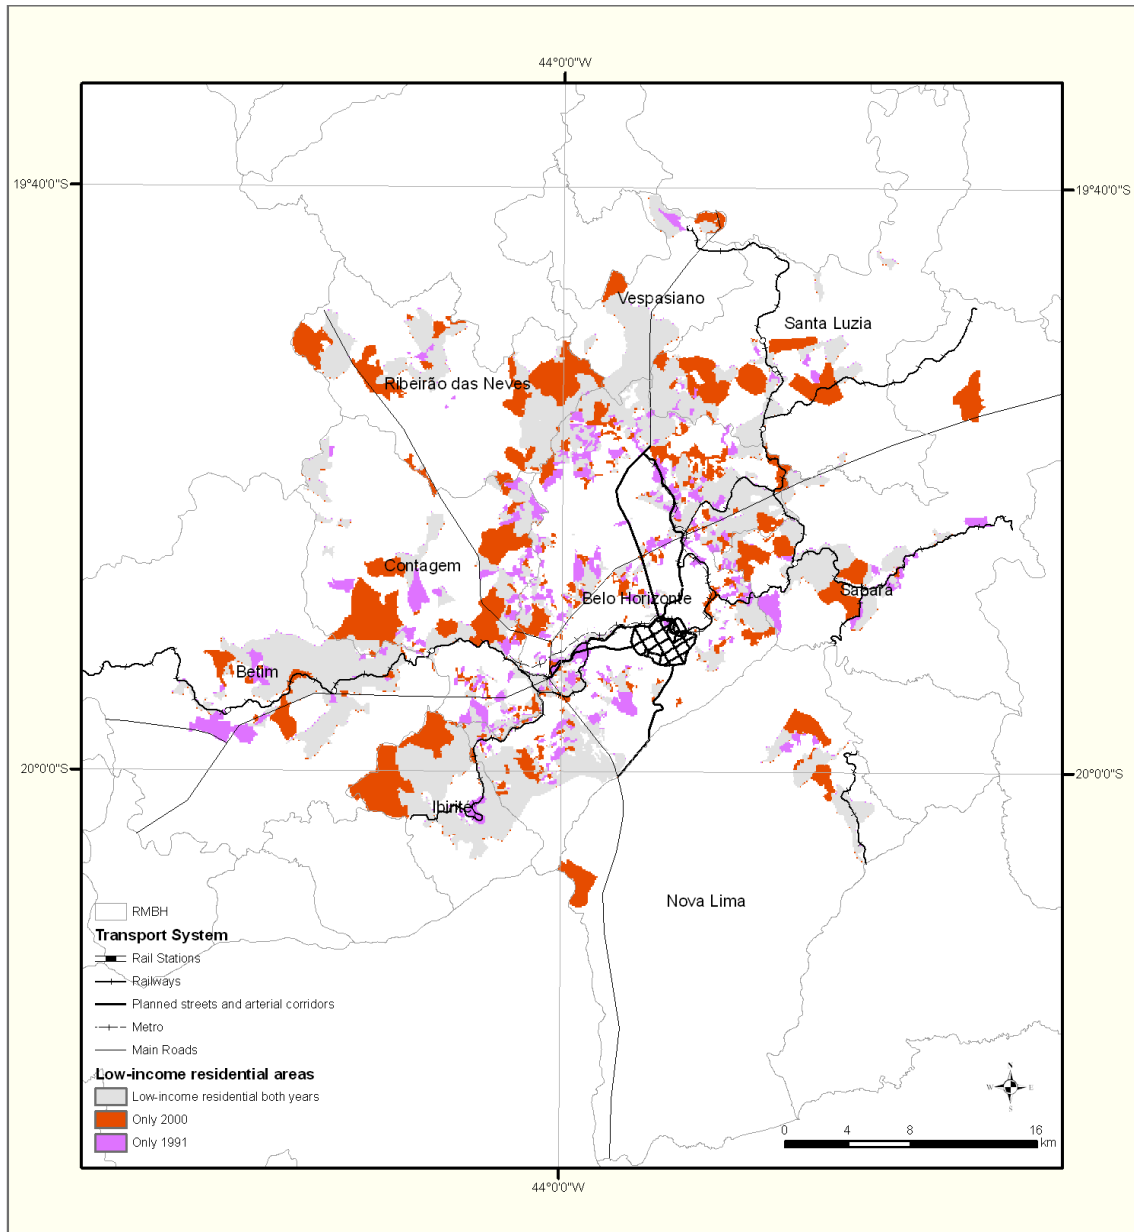 44°0'0"W
19°40'0"S
19°40'0"S
Vespasiano
Santa Luzia
Ribeirão das Neves
Contagem
Belo Horizonte
Sabará
Betim
20°0'0"S
20°0'0"S
Ibirité
Nova Lima
RMBH
Transport System
Rail Stations
Railways
Planned streets and arterial corridors
Metro
Main Roads
Low-income residential areas
Low-income residential both years
Only 2000
Only 1991
N
W E
S
0 4 8 16
km
44°0'0"W